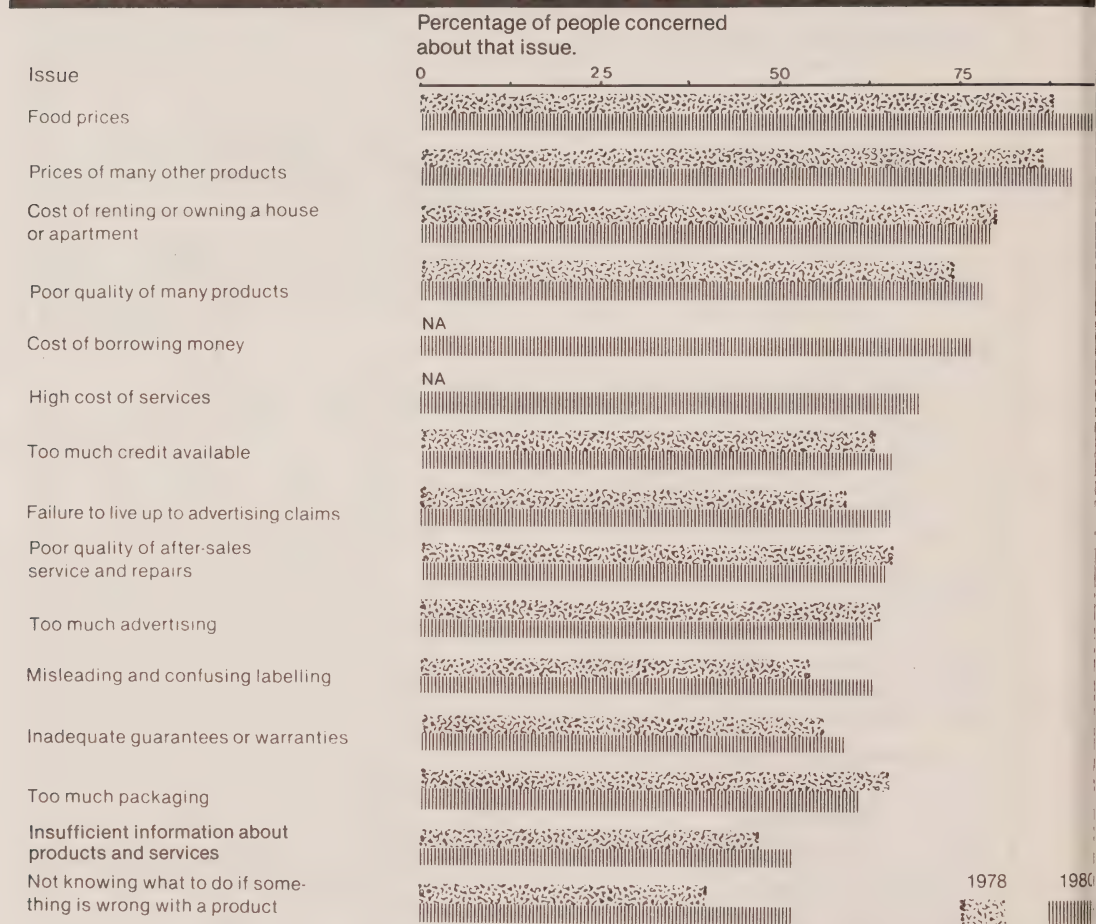 Percentage of people concerned
about that issue.
Issue
0 25 50 75
Food prices
Prices of many other products
Cost of renting or owning a house
or apartment
Poor quality of many products
NA
Cost of borrowing money
NA
High cost of services
Too much credit available
Failure to live up to advertising claims
Poor quality of after-sales
service and repairs
Too much advertising
Misleading and confusing labelling
Inadequate guarantees or warranties
Too much packaging
Insufficient information about
products and services
Not knowing what to do if some-
thing is wrong with a product
1978 1980